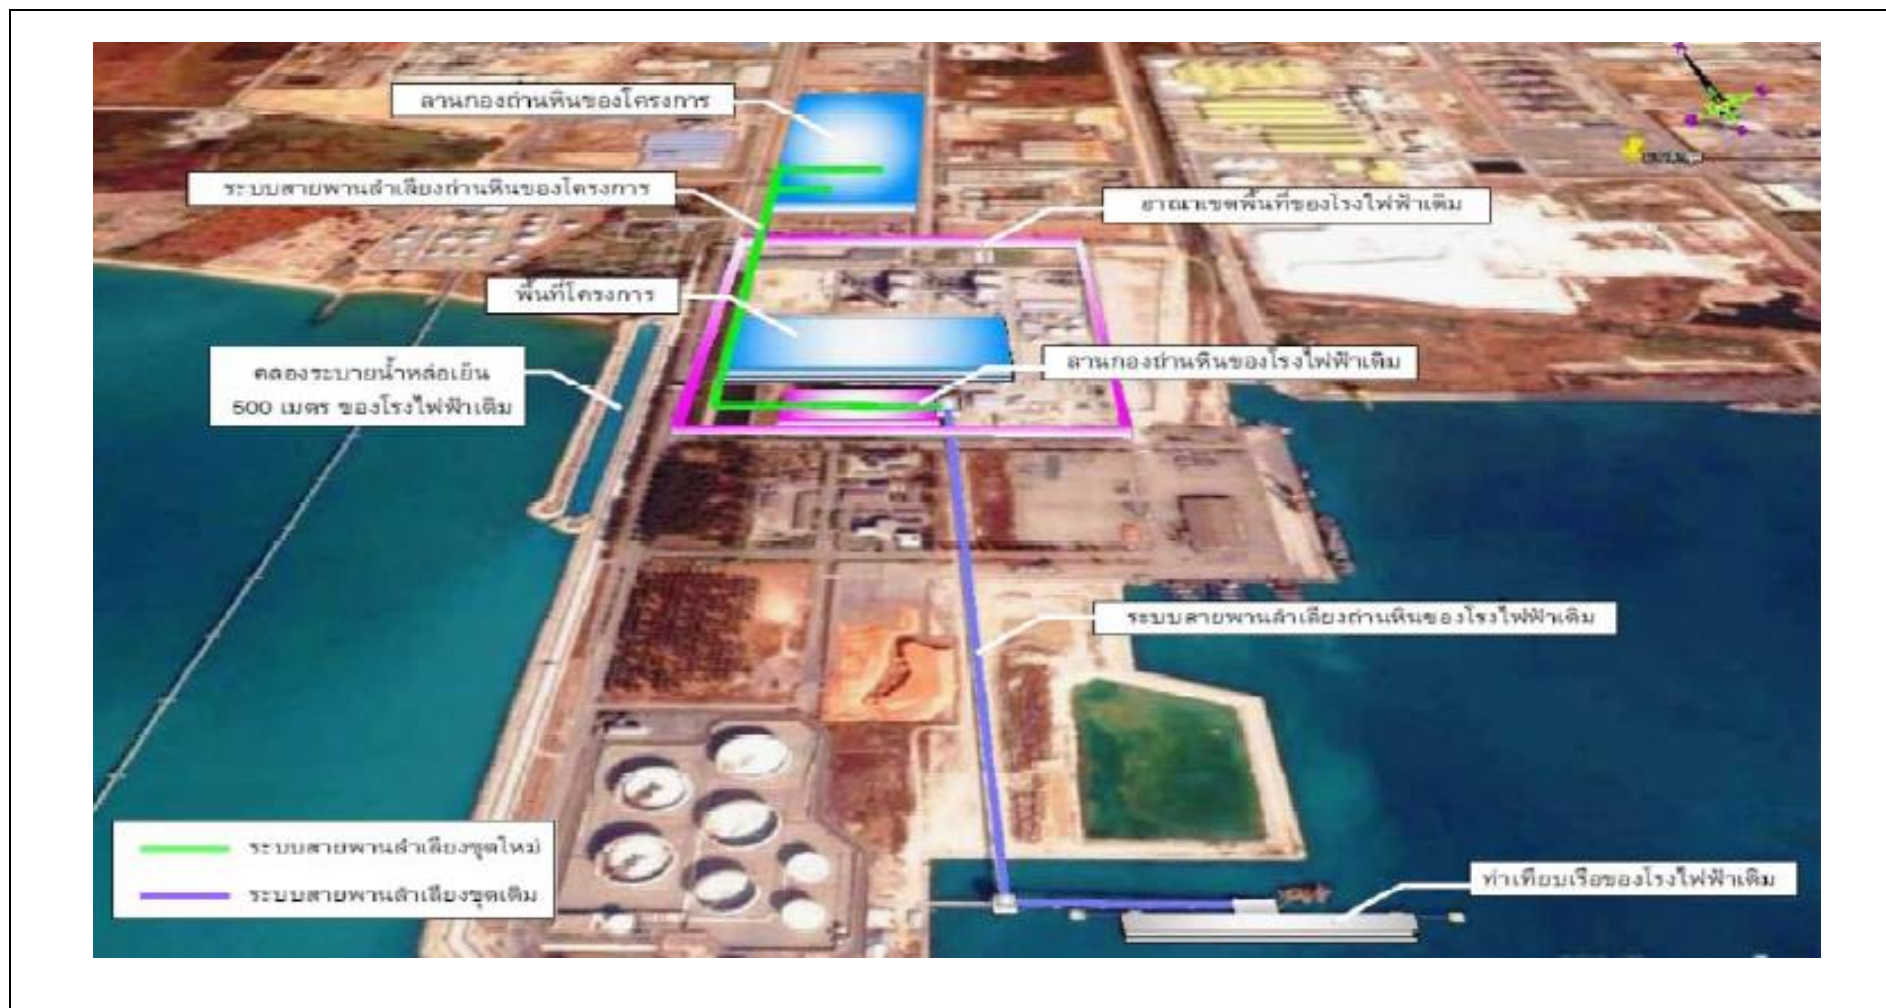 ลานกองถ่านหินของโครงการ
ระบบสายพานลำเลียงถ่านหินของโครงการ
อาณาเขตพื้นที่ของโรงไฟฟ้าเดิม
พื้นที่โครงการ
ลานกองถ่านหินของโรงไฟฟ้าเดิม
คลองระบายน้ำหล่อเย็น
500 เมตร ของโรงไฟฟ้าเดิม
ระบบสายพานลำเลียงถ่านหินของโรงไฟฟ้าเดิม
ระบบสายพานลำเลียงชุดใหม่
ระบบสายพานลำเลียงชุดเดิม
ท่าเทียบเรือของโรงไฟฟ้าเดิม